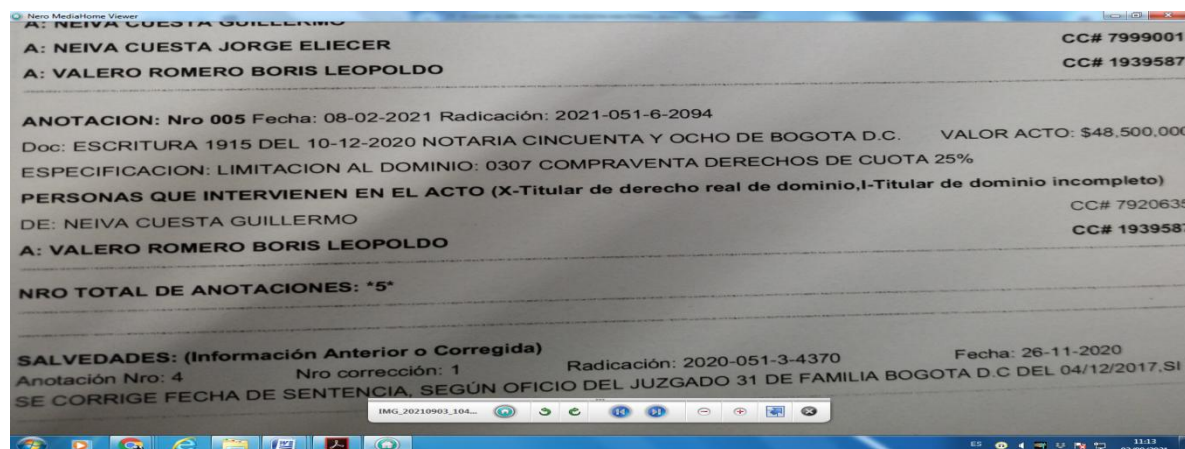 Nero MediaHome Viewer
A: NEIVA CUESTA GUILLERMO
A: NEIVA CUESTA JORGE ELIECER CC# 7999001
A: VALERO ROMERO BORIS LEOPOLDO CC# 1939587
ANOTACION: Nro 005 Fecha: 08-02-2021 Radicación: 2021-051-6-2094
Doc: ESCRITURA 1915 DEL 10-12-2020 NOTARIA CINCUENTA Y OCHO DE BOGOTA D.C. VALOR ACTO: $48,500,000
ESPECIFICACION: LIMITACION AL DOMINIO: 0307 COMPRAVENTA DERECHOS DE CUOTA 25%
PERSONAS QUE INTERVIENEN EN EL ACTO (X-Titular de derecho real de dominio,I-Titular de dominio incompleto)
DE: NEIVA CUESTA GUILLERMO CC# 7920635
A: VALERO ROMERO BORIS LEOPOLDO CC# 1939587
NRO TOTAL DE ANOTACIONES: *5*
SALVEDADES: (Información Anterior o Corregida)
Anotación Nro: 4 Nro corrección: 1 Radicación: 2020-051-3-4370 Fecha: 26-11-2020
SE CORRIGE FECHA DE SENTENCIA, SEGÚN OFICIO DEL JUZGADO 31 DE FAMILIA BOGOTA D.C DEL 04/12/2017.SI
IMG_20210903_104...
ES 11:13